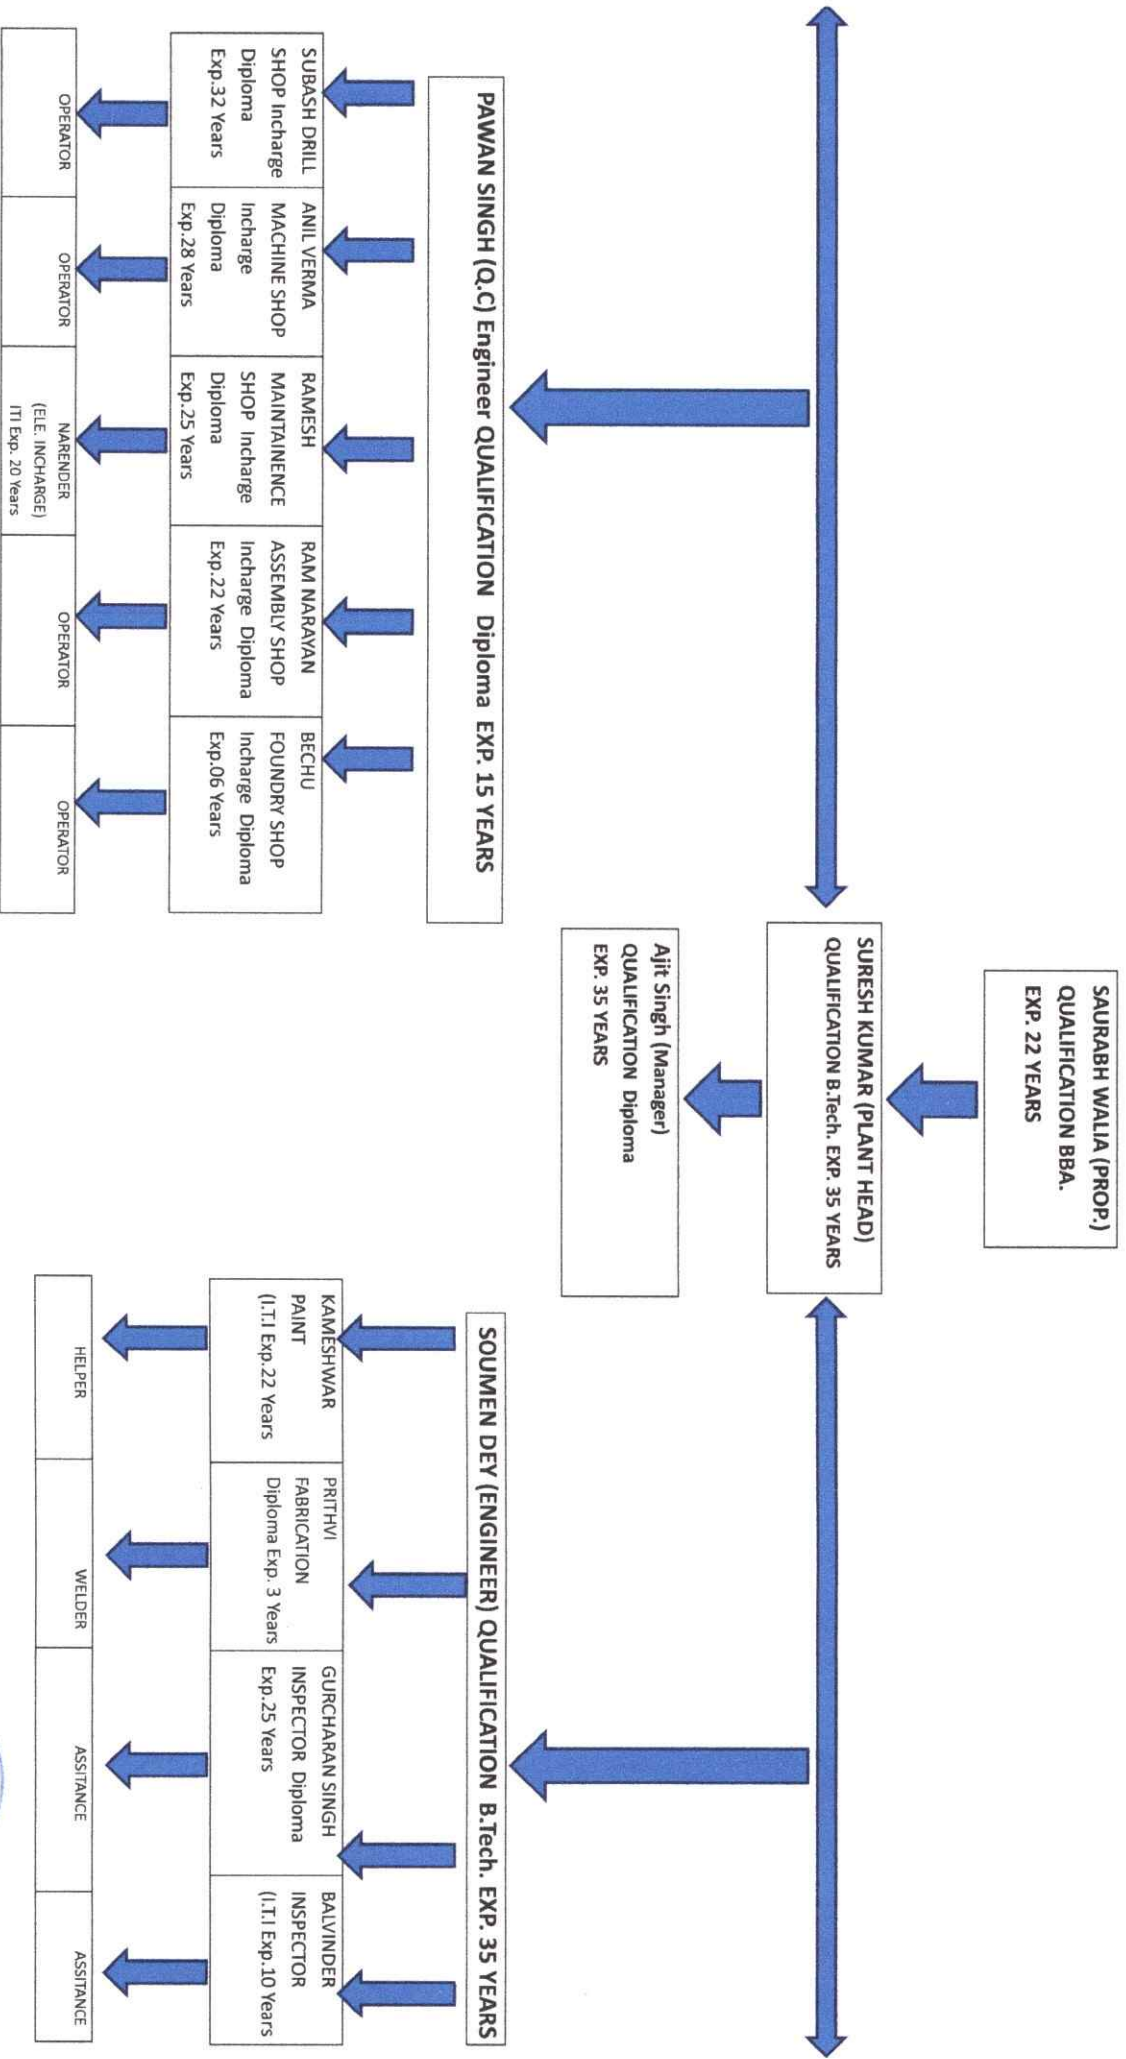 SAURABH WALIA (PROP.)
QUALIFICATION BBA.
EXP. 22 YEARS
SURESH KUMAR (PLANT HEAD)
QUALIFICATION B.Tech. EXP. 35 YEARS
Ajit Singh (Manager)
QUALIFICATION Diploma
EXP. 35 YEARS
PAWAN SINGH (Q.C) Engineer QUALIFICATION Diploma EXP. 15 YEARS
SUBASH DRILL
SHOP Incharge
Diploma
Exp.32 Years
ANIL VERMA
MACHINE SHOP
Incharge
Diploma
Exp.28 Years
RAMESH
MAINTAINENCE
SHOP Incharge
Diploma
Exp.25 Years
RAM NARAYAN
ASSEMBLY SHOP
Incharge Diploma
Exp.22 Years
BECHU
FOUNDRY SHOP
Incharge Diploma
Exp.06 Years
OPERATOR
OPERATOR
NARENDER
(ELE. INCHARGE)
ITI Exp. 20 Years
OPERATOR
OPERATOR
SOUMEN DEY (ENGINEER) QUALIFICATION B.Tech. EXP. 35 YEARS
KAMESHWAR
PAINT
(I.T.I Exp.22 Years
PRITHVI
FABRICATION
Diploma Exp. 3 Years
GURCHARAN SINGH
INSPECTOR Diploma
Exp.25 Years
BALVINDER
INSPECTOR
(I.T.I Exp.10 Years
HELPER
WELDER
ASSITANCE
ASSITANCE